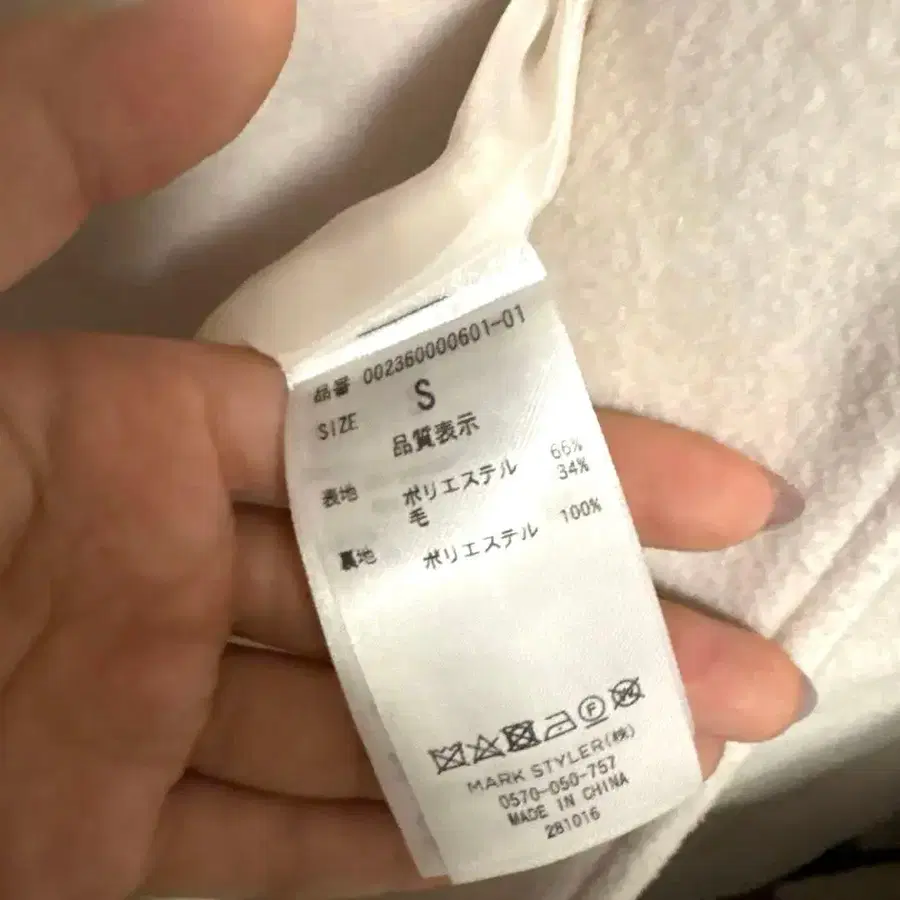 品番 002360000601-01
SIZE S
品質表示
表地 ポリエステル 66%
毛 34%
裏地 ポリエステル 100%
F W
MARK STYLER(株)
0570-050-757
MADE IN CHINA
281016